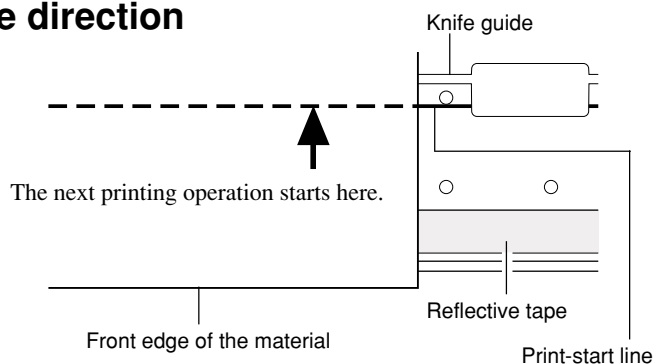 e direction
Knife guide
The next printing operation starts here.
Reflective tape
Front edge of the material
Print-start line